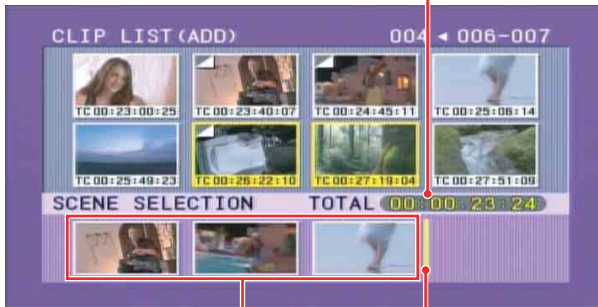 CLIP LIST(ADD) 004 ◄ 006-007
TC 00:23:00:25 TC 00:23:40:07 TC 00:24:45:11 TC 00:25:06:14
TC 00:25:49:23 TC 00:26:22:10 TC 00:27:19:04 TC 00:27:51:09
SCENE SELECTION TOTAL 00:00:23:24